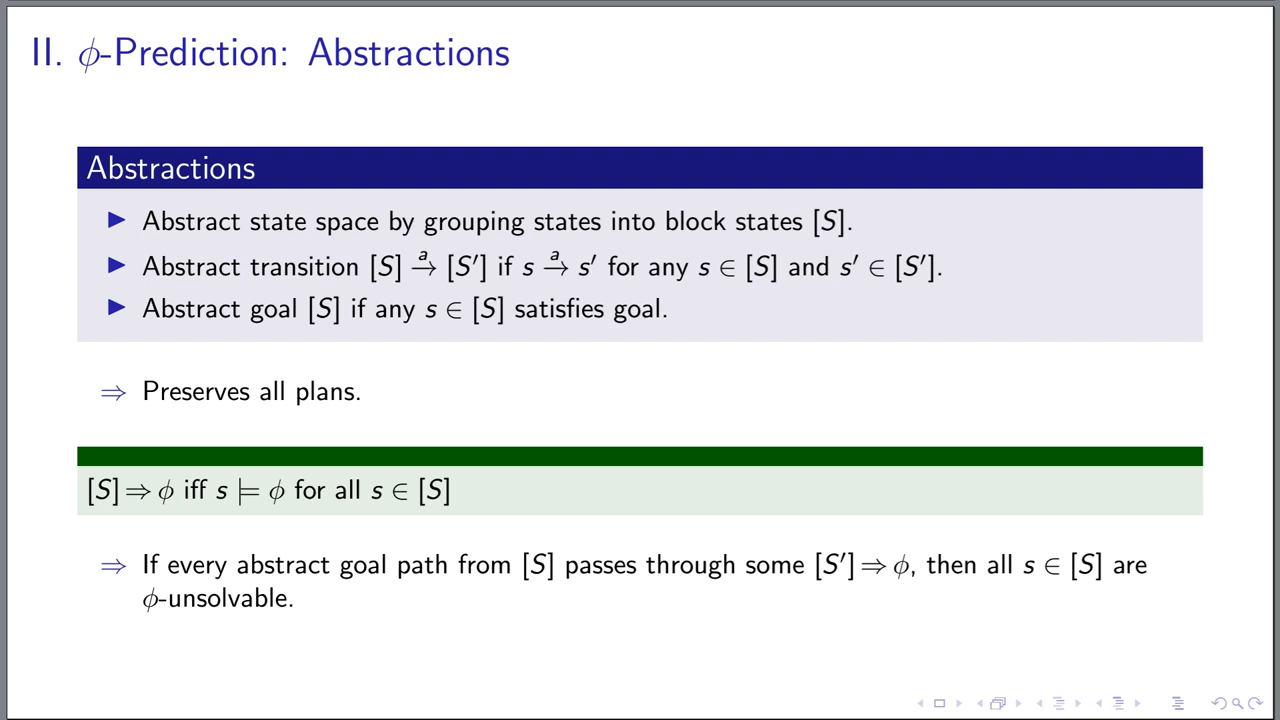 II. ϕ-Prediction: Abstractions
Abstractions
▶ Abstract state space by grouping states into block states [S].
▶ Abstract transition [S] →ᵃ [S′] if s →ᵃ s′ for any s ∈ [S] and s′ ∈ [S′].
▶ Abstract goal [S] if any s ∈ [S] satisfies goal.
⇒ Preserves all plans.
[S] ⇒ ϕ iff s ⊨ ϕ for all s ∈ [S]
⇒ If every abstract goal path from [S] passes through some [S′] ⇒ ϕ, then all s ∈ [S] are
ϕ-unsolvable.